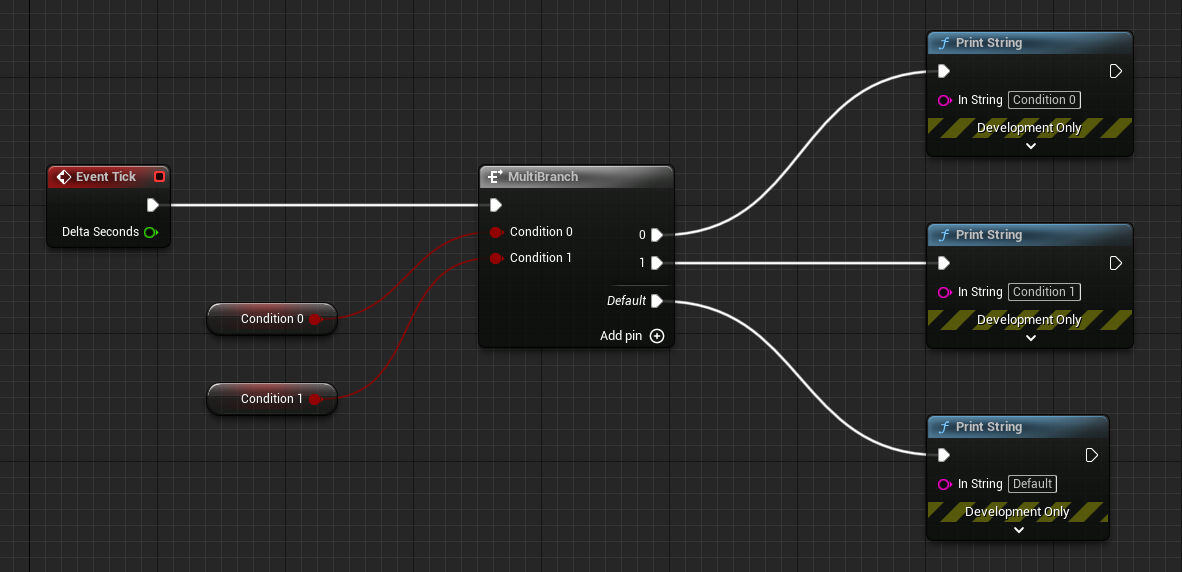 Event Tick
Delta Seconds
Condition 0
Condition 1
MultiBranch
Condition 0
Condition 1
0
1
Default
Add pin
Print String
In String Condition 0
Development Only
Print String
In String Condition 1
Development Only
Print String
In String Default
Development Only